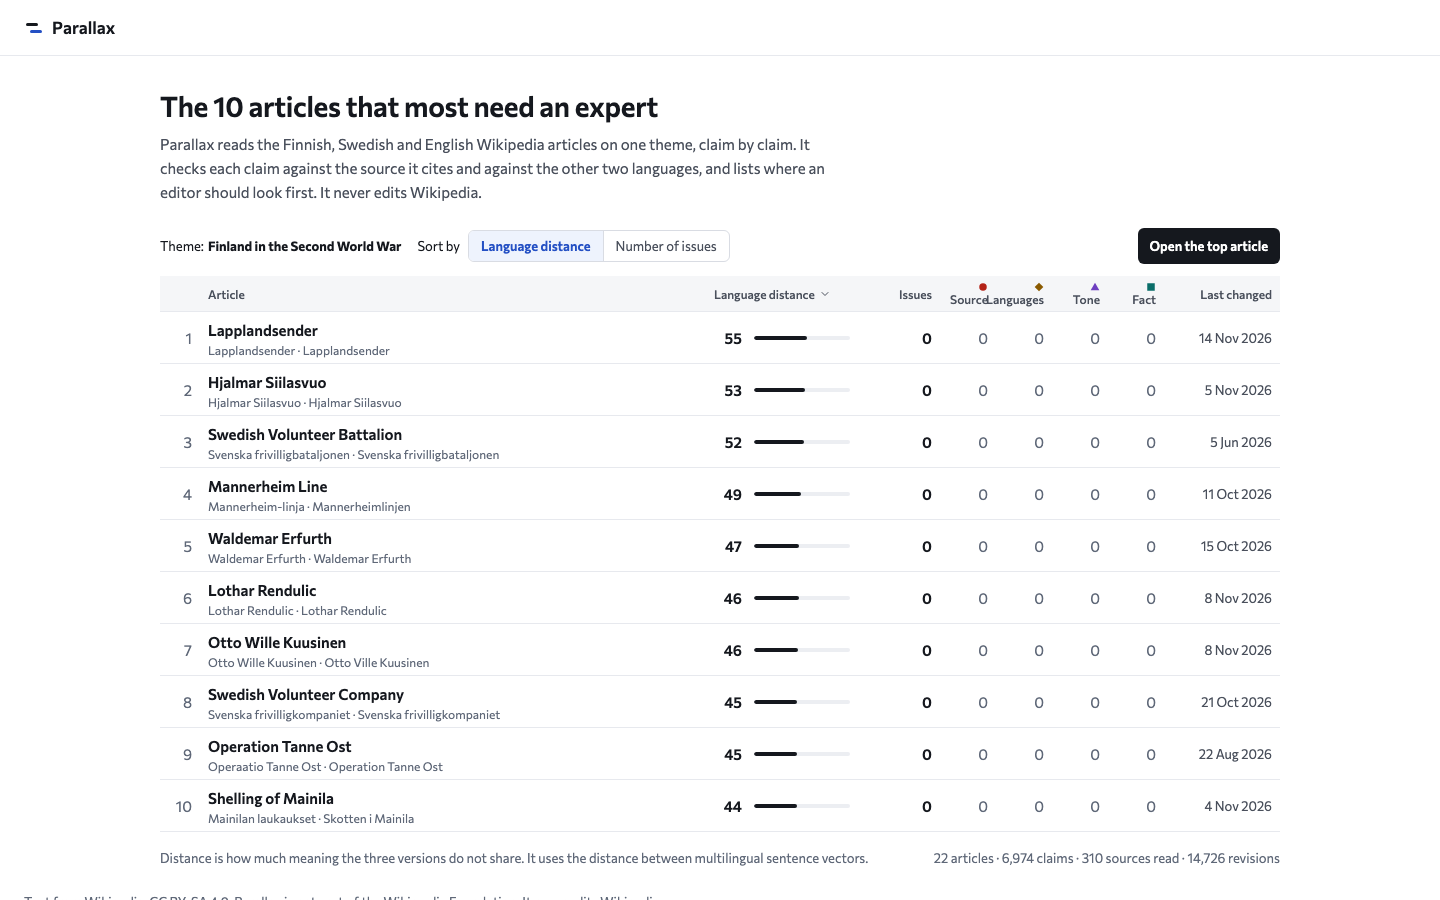 Parallax
The 10 articles that most need an expert
Parallax reads the Finnish, Swedish and English Wikipedia articles on one theme, claim by claim. It
checks each claim against the source it cites and against the other two languages, and lists where an
editor should look first. It never edits Wikipedia.
Theme: Finland in the Second World War Sort by Language distance Number of issues Open the top article
Article Language distance Issues Source Languages Tone Fact Last changed
1 Lapplandsender 55 0 0 0 0 0 14 Nov 2026
Lapplandsender · Lapplandsender
2 Hjalmar Siilasvuo 53 0 0 0 0 0 5 Nov 2026
Hjalmar Siilasvuo · Hjalmar Siilasvuo
3 Swedish Volunteer Battalion 52 0 0 0 0 0 5 Jun 2026
Svenska frivilligbataljonen · Svenska frivilligbataljonen
4 Mannerheim Line 49 0 0 0 0 0 11 Oct 2026
Mannerheim-linja · Mannerheimlinjen
5 Waldemar Erfurth 47 0 0 0 0 0 15 Oct 2026
Waldemar Erfurth · Waldemar Erfurth
6 Lothar Rendulic 46 0 0 0 0 0 8 Nov 2026
Lothar Rendulic · Lothar Rendulic
7 Otto Wille Kuusinen 46 0 0 0 0 0 8 Nov 2026
Otto Wille Kuusinen · Otto Ville Kuusinen
8 Swedish Volunteer Company 45 0 0 0 0 0 21 Oct 2026
Svenska frivilligkompaniet · Svenska frivilligkompaniet
9 Operation Tanne Ost 45 0 0 0 0 0 22 Aug 2026
Operaatio Tanne Ost · Operation Tanne Ost
10 Shelling of Mainila 44 0 0 0 0 0 4 Nov 2026
Mainilan laukaukset · Skotten i Mainila
Distance is how much meaning the three versions do not share. It uses the distance between multilingual sentence vectors. 22 articles · 6,974 claims · 310 sources read · 14,726 revisions